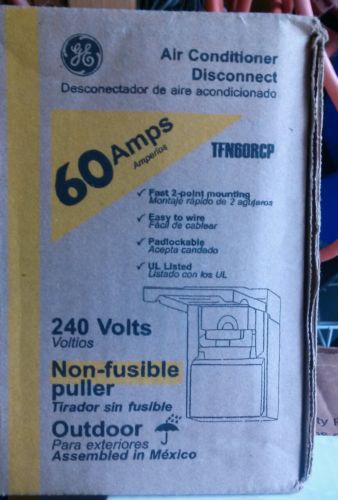 GE
Air Conditioner
Disconnect
Desconectador de aire acondicionado
60 Amps
Amperios
TFN60RCP
✓ Fast 2-point mounting
Montaje rápido de 2 agujeros
✓ Easy to wire
Fácil de cablear
✓ Padlockable
Acepta candado
✓ UL Listed
Listado con los UL
240 Volts
Voltios
Non-fusible
puller
Tirador sin fusible
Outdoor
Para exteriores
Assembled in México